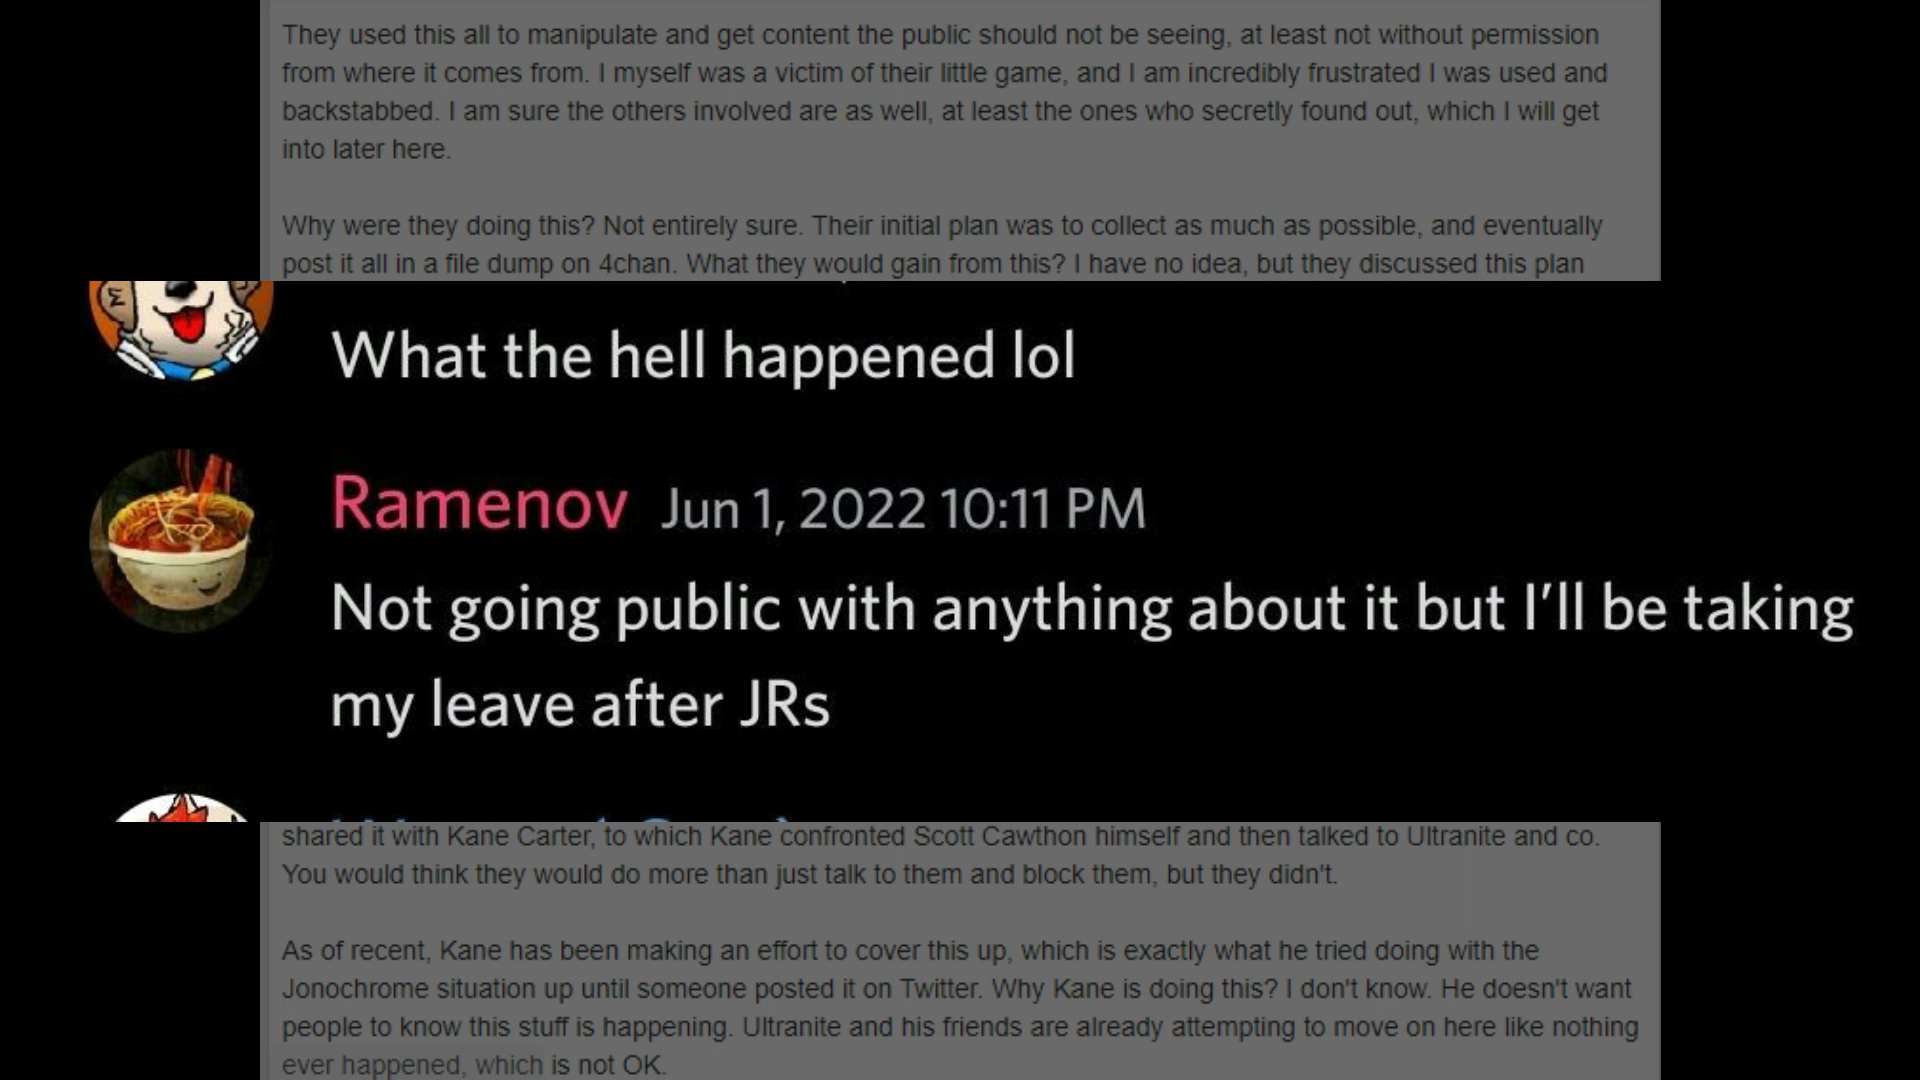 They used this all to manipulate and get content the public should not be seeing, at least not without permission
from where it comes from. I myself was a victim of their little game, and I am incredibly frustrated I was used and
backstabbed. I am sure the others involved are as well, at least the ones who secretly found out, which I will get
into later here.
Why were they doing this? Not entirely sure. Their initial plan was to collect as much as possible, and eventually
post it all in a file dump on 4chan. What they would gain from this? I have no idea, but they discussed this plan
What the hell happened lol
Ramenov Jun 1, 2022 10:11 PM
Not going public with anything about it but I’ll be taking
my leave after JRs
shared it with Kane Carter, to which Kane confronted Scott Cawthon himself and then talked to Ultranite and co.
You would think they would do more than just talk to them and block them, but they didn't.
As of recent, Kane has been making an effort to cover this up, which is exactly what he tried doing with the
Jonochrome situation up until someone posted it on Twitter. Why Kane is doing this? I don't know. He doesn't want
people to know this stuff is happening. Ultranite and his friends are already attempting to move on here like nothing
ever happened, which is not OK.